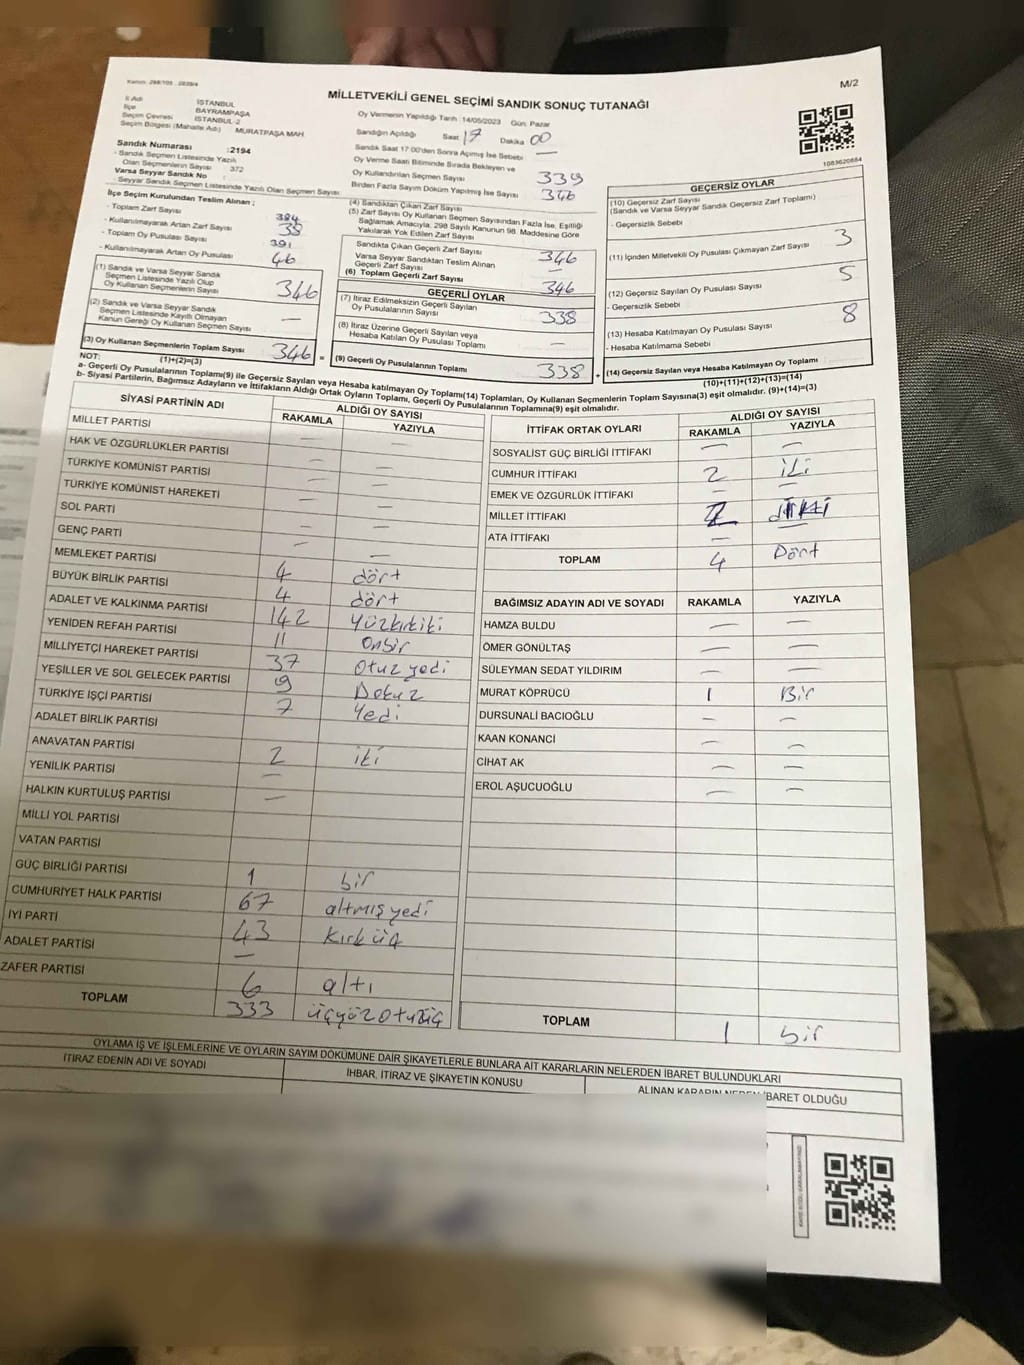 M/2
MİLLETVEKİLİ GENEL SEÇİMİ SANDIK SONUÇ TUTANAĞI
İl Adı İSTANBUL
İlçe BAYRAMPAŞA
Seçim Çevresi İSTANBUL-2
Seçim Bölgesi (Mahalle Adı) MURATPAŞA MAH.
Sandık Numarası :2194
- Sandık Seçmen Listesinde Yazılı
Olan Seçmenlerin Sayısı : 372
Varsa Seyyar Sandık No :
- Seyyar Sandık Seçmen Listesinde Yazılı Olan Seçmen Sayısı:
Oy Vermenin Yapıldığı Tarih :14/05/2023 Gün: Pazar
Sandığın Açıldığı Saat 17 Dakika 00
Sandık Saat 17:00'den Sonra Açılmış İse Sebebi —
Oy Verme Saati Bitiminde Sırada Bekleyen ve
Oy Kullandırılan Seçmen Sayısı 339
Birden Fazla Sayım Döküm Yapılmış İse Sayısı 346
1083620884
İlçe Seçim Kurulundan Teslim Alınan ;
- Toplam Zarf Sayısı 384
- Kullanılmayarak Artan Zarf Sayısı 38
- Toplam Oy Pusulası Sayısı 391
- Kullanılmayarak Artan Oy Pusulası 46
(1) Sandık ve Varsa Seyyar Sandık
Seçmen Listesinde Yazılı Olup
Oy Kullanan Seçmenlerin Sayısı 346
(2) Sandık ve Varsa Seyyar Sandık
Seçmen Listesinde Kayıtlı Olmayan
Kanun Gereği Oy Kullanan Seçmen Sayısı —
(3) Oy Kullanan Seçmenlerin Toplam Sayısı 346 =
(1)+(2)=(3)
(4) Sandıktan Çıkan Zarf Sayısı
(5) Zarf Sayısı Oy Kullanan Seçmen Sayısından Fazla İse, Eşitliği
Sağlamak Amacıyla, 298 Sayılı Kanunun 98. Maddesine Göre
Yakılarak Yok Edilen Zarf Sayısı
Sandıkta Çıkan Geçerli Zarf Sayısı 346
Varsa Seyyar Sandıktan Teslim Alınan
Geçerli Zarf Sayısı —
(6) Toplam Geçerli Zarf Sayısı 346
GEÇERLİ OYLAR
(7) İtiraz Edilmeksizin Geçerli Sayılan
Oy Pusulalarının Sayısı 338
(8) İtiraz Üzerine Geçerli Sayılan veya
Hesaba Katılan Oy Pusulası Toplamı —
(9) Geçerli Oy Pusulalarının Toplamı 338 +
GEÇERSİZ OYLAR
(10) Geçersiz Zarf Sayısı
(Sandık ve Varsa Seyyar Sandık Geçersiz Zarf Toplamı)
- Geçersizlik Sebebi
(11) İçinden Milletvekili Oy Pusulası Çıkmayan Zarf Sayısı 3
(12) Geçersiz Sayılan Oy Pusulası Sayısı 5
- Geçersizlik Sebebi
(13) Hesaba Katılmayan Oy Pusulası Sayısı 8
- Hesaba Katılmama Sebebi
(14) Geçersiz Sayılan veya Hesaba Katılmayan Oy Toplamı
(10)+(11)+(12)+(13)=(14)
NOT:
a- Geçerli Oy Pusulalarının Toplamı(9) ile Geçersiz Sayılan veya Hesaba katılmayan Oy Toplamı(14) Toplamları, Oy Kullanan Seçmenlerin Toplam Sayısına(3) eşit olmalıdır. (9)+(14)=(3)
b- Siyasi Partilerin, Bağımsız Adayların ve İttifakların Aldığı Ortak Oyların Toplamı, Geçerli Oy Pusulalarının Toplamına(9) eşit olmalıdır.
SİYASİ PARTİNİN ADI ALDIĞI OY SAYISI
RAKAMLA YAZIYLA
MİLLET PARTİSİ — —
HAK VE ÖZGÜRLÜKLER PARTİSİ — —
TÜRKİYE KOMÜNİST PARTİSİ — —
TÜRKİYE KOMÜNİST HAREKETİ — —
SOL PARTİ — —
GENÇ PARTİ — —
MEMLEKET PARTİSİ 4 dört
BÜYÜK BİRLİK PARTİSİ 4 dört
ADALET VE KALKINMA PARTİSİ 142 Yüzkırkiki
YENİDEN REFAH PARTİSİ 11 Onbir
MİLLİYETÇİ HAREKET PARTİSİ 37 Otuz yedi
YEŞİLLER VE SOL GELECEK PARTİSİ 9 Dokuz
TÜRKİYE İŞÇİ PARTİSİ 7 Yedi
ADALET BİRLİK PARTİSİ
ANAVATAN PARTİSİ 2 iki
YENİLİK PARTİSİ —
HALKIN KURTULUŞ PARTİSİ —
MİLLİ YOL PARTİSİ
VATAN PARTİSİ
GÜÇ BİRLİĞİ PARTİSİ 1 bir
CUMHURİYET HALK PARTİSİ 67 altmış yedi
İYİ PARTİ 43 Kırk üç
ADALET PARTİSİ —
ZAFER PARTİSİ 6 altı
TOPLAM 333 üçyüzotuzüç
İTTİFAK ORTAK OYLARI ALDIĞI OY SAYISI
RAKAMLA YAZIYLA
SOSYALİST GÜÇ BİRLİĞİ İTTİFAKI — —
CUMHUR İTTİFAKI 2 iki
EMEK VE ÖZGÜRLÜK İTTİFAKI — —
MİLLET İTTİFAKI 2 iki
ATA İTTİFAKI — —
TOPLAM 4 Dört
BAĞIMSIZ ADAYIN ADI VE SOYADI RAKAMLA YAZIYLA
HAMZA BULDU — —
ÖMER GÖNÜLTAŞ — —
SÜLEYMAN SEDAT YILDIRIM — —
MURAT KÖPRÜCÜ 1 Bir
DURSUNALİ BACIOĞLU — —
KAAN KONANCİ — —
CİHAT AK — —
EROL AŞUCUOĞLU — —
TOPLAM 1 bir
OYLAMA İŞ VE İŞLEMLERİNE VE OYLARIN SAYIM DÖKÜMÜNE DAİR ŞİKAYETLERLE BUNLARA AİT KARARLARIN NELERDEN İBARET BULUNDUKLARI
İTİRAZ EDENİN ADI VE SOYADI İHBAR, İTİRAZ VE ŞİKAYETİN KONUSU ALINAN KARARIN NEDEN İBARET OLDUĞU